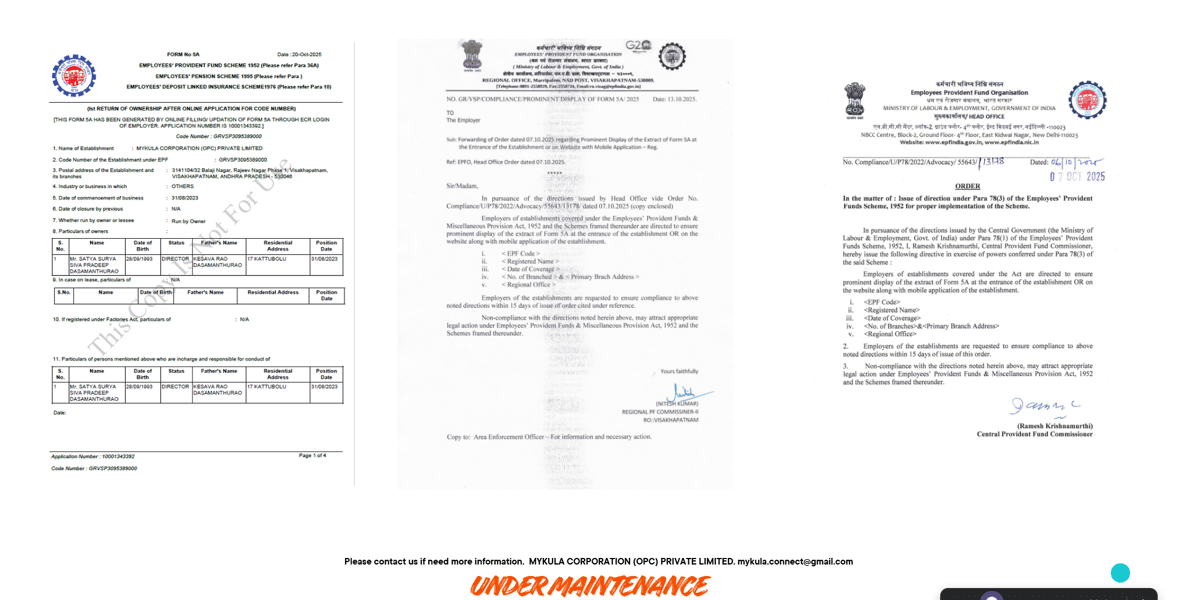 FORM No 5A
Date : 20-Oct-2025
EMPLOYEES' PROVIDENT FUND SCHEME 1952 (Please refer Para 36A)
EMPLOYEES' PENSION SCHEME 1995 (Please refer Para )
EMPLOYEES' DEPOSIT LINKED INSURANCE SCHEME1976 (Please refer Para 10)
(Ist RETURN OF OWNERSHIP AFTER ONLINE APPLICATION FOR CODE NUMBER)
[THIS FORM 5A HAS BEEN GENERATED BY ONLINE FILLING/ UPDATION OF FORM 5A THROUGH ECR LOGIN
OF EMPLOYER. APPLICATION NUMBER IS 10001343392.]
Code Number : GRVSP3095389000
1. Name of Establishment : MYKULA CORPORATION (OPC) PRIVATE LIMITED
2. Code Number of the Establishment under EPF : GRVSP3095389000
3. Postal address of the Establishment and its branches : 3141104/32 Balaji Nagar, Rajeev Nagar Phase 1, Visakhapatnam,
VISAKHAPATNAM, ANDHRA PRADESH - 530046
4. Industry or business in which : OTHERS
5. Date of commencement of business : 31/08/2023
6. Date of closure by previous : N/A
7. Whether run by owner or lessee : Run by Owner
8. Particulars of owners :
S. No. Name Date of Birth Status Father's Name Residential Address Position Date
1 Mr. SATYA SURYA SIVA PRADEEP DASAMANTHURAO 28/09/1993 DIRECTOR KESAVA RAO DASAMANTHURAO 17 KATTUBOLU 31/08/2023
9. In case on lease, particulars of : N/A
S.No. Name Date of Birth Father's Name Residential Address Position Date
10. If registered under Factories Act, particulars of : N/A
11. Particulars of persons mentioned above who are incharge and responsible for conduct of
S. No. Name Date of Birth Status Father's Name Residential Address Position Date
1 Mr. SATYA SURYA SIVA PRADEEP DASAMANTHURAO 28/09/1993 DIRECTOR KESAVA RAO DASAMANTHURAO 17 KATTUBOLU 31/08/2023
Date:
Application Number : 10001343392
Page 1 of 4
Code Number : GRVSP3095389000
This Copy Is Not For Use
कर्मचारी भविष्य निधि संगठन
G20
EMPLOYEES' PROVIDENT FUND ORGANISATION
(श्रम एवं रोजगार मंत्रालय, भारत सरकार)
( Ministry of Labour & Employment, Govt. of India )
REGIONAL OFFICE, Marripalem, NAD POST, VISAKHAPATNAM-530009,
NO. GR/VSP/COMPLIANCE/PROMINENT DISPLAY OF FORM 5A/ 2025 Date: 13.10.2025.
TO
The Employer
Sub: Forwarding of Order dated 07.10.2025 regarding Prominent Display of the Extract of Form 5A at
the Entrance of the Establishment or on Website with Mobile Application – Reg.
Ref: EPFO, Head Office Order dated 07.10.2025.
*****
Sir/Madam,
In pursuance of the directions issued by Head Office vide Order No.
Compliance/U/P78/2022/Advocacy/55643/13178/ dated 07.10.2025 (copy enclosed)
Employers of establishments covered under the Employees' Provident Funds &
Miscellaneous Provision Act, 1952 and the Schemes framed thereunder are directed to ensure
prominent display of the extract of Form 5A at the entrance of the establishment OR on the
website along with mobile application of the establishment.
i. < EPF Code >
ii. < Registered Name >
iii. < Date of Coverage >
iv. < No. of Branches > & < Primary Brach Address >
v. < Regional Office >
Employers of the establishments are requested to ensure compliance to above
noted directions within 15 days of issue of order cited under reference.
Non-compliance with the directions noted herein above, may attract appropriate
legal action under Employees' Provident Funds & Miscellaneous Provision Act, 1952 and the
Schemes framed thereunder.
Yours faithfully
(NITESH KUMAR)
REGIONAL PF COMMISSINER-II
RO:VISAKHAPATNAM
Copy to: Area Enforcement Officer – For information and necessary action.
कर्मचारी भविष्य निधि संगठन
Employees Provident Fund Organisation
श्रम एवं रोजगार मंत्रालय, भारत सरकार
MINISTRY OF LABOUR & EMPLOYMENT, GOVERNMENT OF INDIA
मुख्यकार्यालय/ HEAD OFFICE
NBCC Centre, Block-2, Ground Floor- 4th Floor, East Kidwai Nagar, New Delhi-110023
Website: www.epfindia.gov.in, www.epfindia.nic.in
No. Compliance/U/P78/2022/Advocacy/ 55643/ 13178 Dated: 06/10/2025
07 OCT 2025
ORDER
In the matter of : Issue of direction under Para 78(3) of the Employees' Provident
Funds Scheme, 1952 for proper implementation of the Scheme.
In pursuance of the directions issued by the Central Government (the Ministry of
Labour & Employment, Govt. of India) under Para 78(1) of the Employees' Provident
Funds Scheme, 1952, I, Ramesh Krishnamurthi, Central Provident Fund Commissioner,
hereby issue the following directive in exercise of powers conferred under Para 78(3) of
the said Scheme :
Employers of establishments covered under the Act are directed to ensure
prominent display of the extract of Form 5A at the entrance of the establishment OR on
the website along with mobile application of the establishment.
i. <EPF Code>
ii. <Registered Name>
iii. <Date of Coverage>
iv. <No. of Branches>&<Primary Branch Address>
v. <Regional Office>
2. Employers of the establishments are requested to ensure compliance to above
noted directions within 15 days of issue of this order.
3. Non-compliance with the directions noted herein above, may attract appropriate
legal action under Employees' Provident Funds & Miscellaneous Provision Act, 1952
and the Schemes framed thereunder.
(Ramesh Krishnamurthi)
Central Provident Fund Commissioner
Please contact us if need more information. MYKULA CORPORATION (OPC) PRIVATE LIMITED. mykula.connect@gmail.com
UNDER MAINTENANCE